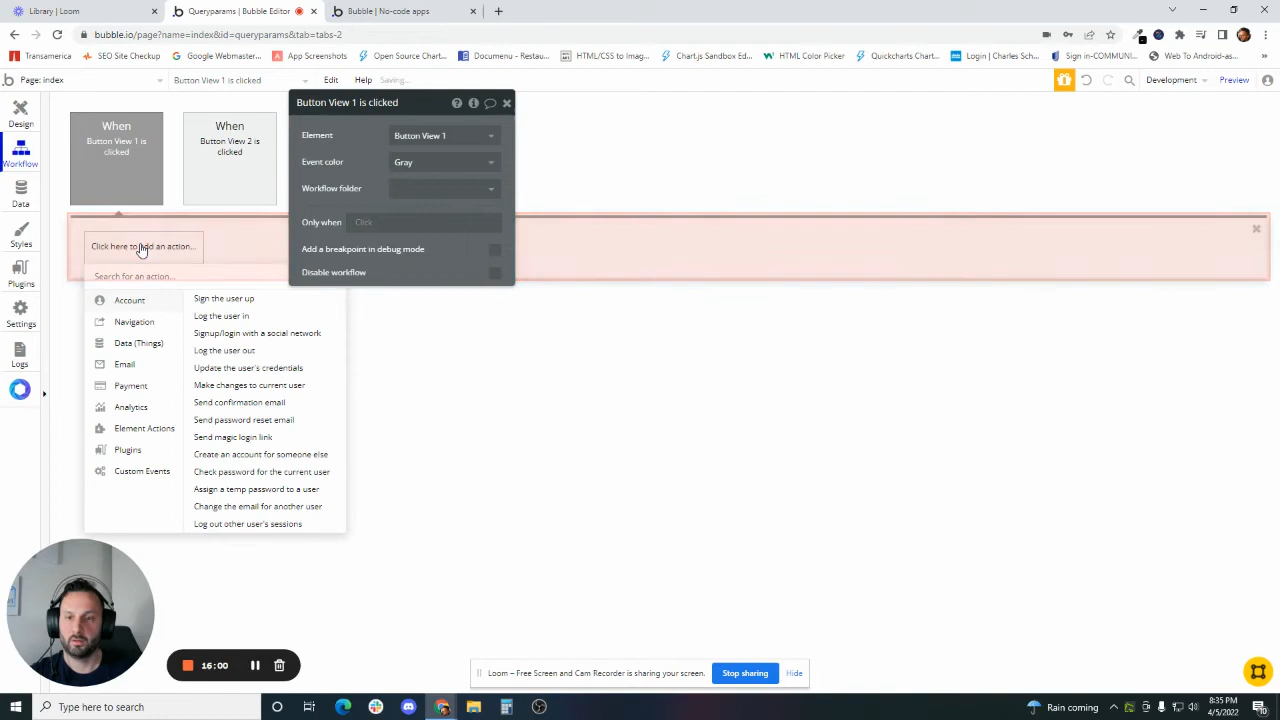 Library | Loom
Queryparams | Bubble Editor
Bubble | No-code apps
bubble.io/page?name=index&id=queryparams&tab=tabs-2
Transamerica
SEO Site Checkup
Google Webmaster...
App Screenshots
Open Source Chart...
Documenu - Restau...
HTML/CSS to Imag...
Chart.js Sandbox Ed...
HTML Color Picker
Quickcharts Chart...
Charles Sch...
Sign in-COMMUNI...
Web To Android-as...
Page: index
Button View 1 is clicked
Edit
Help
Saving...
Development
Preview
Design
Workflow
Data
Styles
Plugins
Settings
Logs
When
Button View 1 is
clicked
When
Button View 2 is
clicked
Button View 1 is clicked
Element
Button View 1
Event color
Gray
Workflow folder
Only when
Click
Add a breakpoint in debug mode
Disable workflow
Click here to add an action...
Search for an action...
Account
Navigation
Data (Things)
Email
Payment
Analytics
Element Actions
Plugins
Custom Events
Sign the user up
Log the user in
Signup/login with a social network
Log the user out
Update the user's credentials
Make changes to current user
Send confirmation email
Send password reset email
Send magic login link
Create an account for someone else
Check password for the current user
Assign a temp password to a user
Change the email for another user
Log out other user's sessions
16:00
Loom – Free Screen and Cam Recorder is sharing your screen.
Stop sharing
Hide
Type here to search
Rain coming
8:35 PM
4/5/2022